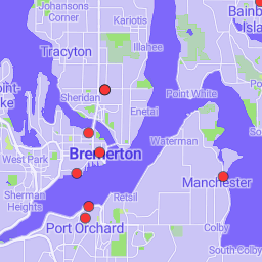 Johansons
Corner
Kariotis
Bainb
Isla
Tracyton
Illahee
oint-
ke
Sheridan
Point White
Enetai
Waterman
West Park
Bremerton
Manchester
Sherman
Heights
Retsil
Port Orchard
Colby
South Colby